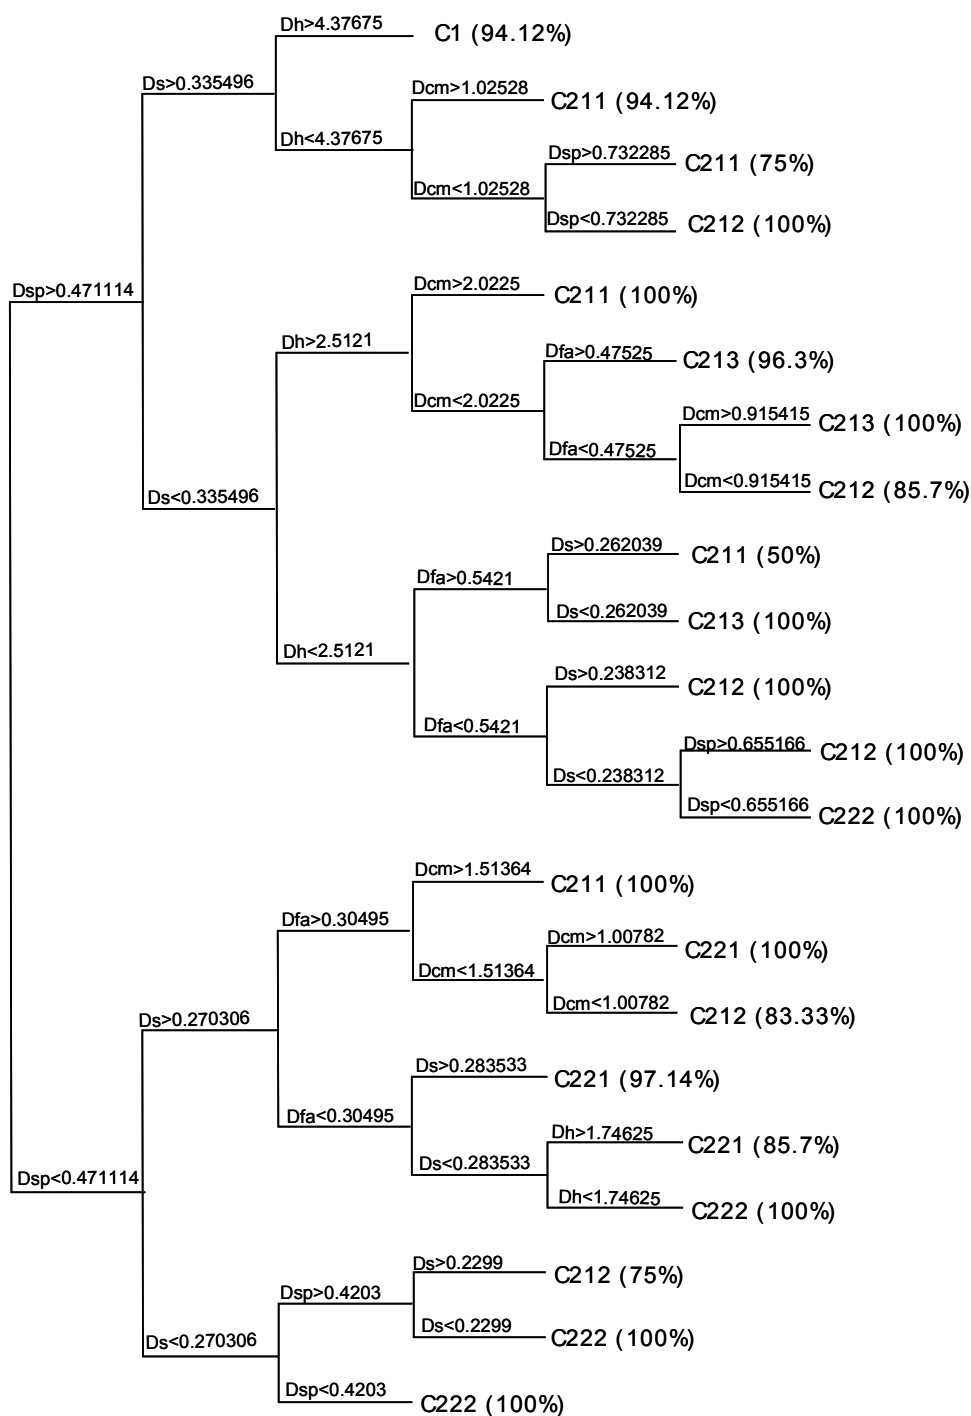 Dh>4.37675
C1 (94.12%)
Ds>0.335496
Dcm>1.02528
C211 (94.12%)
Dh<4.37675
Dsp>0.732285
C211 (75%)
Dcm<1.02528
Dsp<0.732285
C212 (100%)
Dsp>0.471114
Dcm>2.0225
C211 (100%)
Dh>2.5121
Dfa>0.47525
C213 (96.3%)
Dcm<2.0225
Dcm>0.915415
C213 (100%)
Dfa<0.47525
Dcm<0.915415
C212 (85.7%)
Ds<0.335496
Ds>0.262039
C211 (50%)
Dfa>0.5421
Ds<0.262039
C213 (100%)
Dh<2.5121
Ds>0.238312
C212 (100%)
Dfa<0.5421
Dsp>0.655166
C212 (100%)
Ds<0.238312
Dsp<0.655166
C222 (100%)
Dcm>1.51364
C211 (100%)
Dfa>0.30495
Dcm>1.00782
C221 (100%)
Dcm<1.51364
Dcm<1.00782
C212 (83.33%)
Ds>0.270306
Ds>0.283533
C221 (97.14%)
Dfa<0.30495
Dh>1.74625
C221 (85.7%)
Ds<0.283533
Dsp<0.471114
Dh<1.74625
C222 (100%)
Ds>0.2299
C212 (75%)
Dsp>0.4203
Ds<0.2299
C222 (100%)
Ds<0.270306
Dsp<0.4203
C222 (100%)